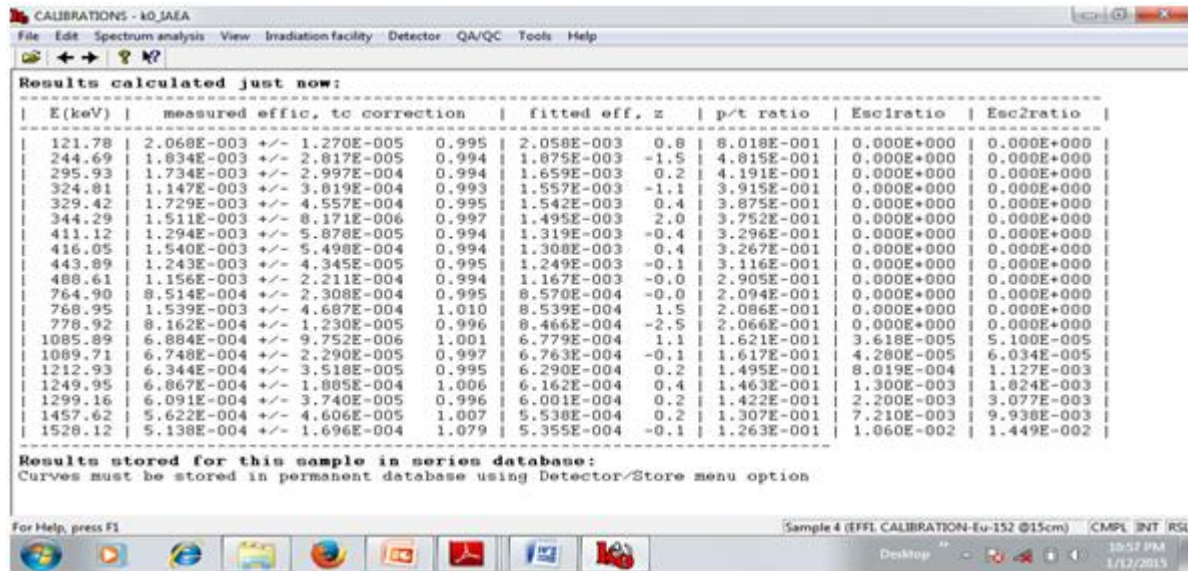 CALIBRATIONS - k0_IAEA
File Edit Spectrum analysis View Irradiation facility Detector QA/QC Tools Help
Results calculated just now:
| E(keV) | measured effic, tc correction | fitted eff, z | p/t ratio | Esc1ratio | Esc2ratio |
| 121.78 | 2.068E-003 +/- 1.270E-005 0.995 | 2.058E-003 0.8 | 8.018E-001 | 0.000E+000 | 0.000E+000 |
| 244.69 | 1.834E-003 +/- 2.817E-005 0.994 | 1.875E-003 -1.5 | 4.815E-001 | 0.000E+000 | 0.000E+000 |
| 295.93 | 1.734E-003 +/- 2.997E-004 0.994 | 1.659E-003 0.2 | 4.191E-001 | 0.000E+000 | 0.000E+000 |
| 324.81 | 1.147E-003 +/- 3.819E-004 0.993 | 1.557E-003 -1.1 | 3.915E-001 | 0.000E+000 | 0.000E+000 |
| 329.42 | 1.729E-003 +/- 4.557E-004 0.995 | 1.542E-003 0.4 | 3.875E-001 | 0.000E+000 | 0.000E+000 |
| 344.29 | 1.511E-003 +/- 8.171E-006 0.997 | 1.495E-003 2.0 | 3.752E-001 | 0.000E+000 | 0.000E+000 |
| 411.12 | 1.294E-003 +/- 5.878E-005 0.994 | 1.319E-003 -0.4 | 3.296E-001 | 0.000E+000 | 0.000E+000 |
| 416.05 | 1.540E-003 +/- 5.498E-004 0.994 | 1.308E-003 0.4 | 3.267E-001 | 0.000E+000 | 0.000E+000 |
| 443.89 | 1.243E-003 +/- 4.345E-005 0.995 | 1.249E-003 -0.1 | 3.116E-001 | 0.000E+000 | 0.000E+000 |
| 488.61 | 1.156E-003 +/- 2.211E-004 0.994 | 1.167E-003 -0.0 | 2.905E-001 | 0.000E+000 | 0.000E+000 |
| 764.90 | 8.514E-004 +/- 2.308E-004 0.995 | 8.570E-004 -0.0 | 2.094E-001 | 0.000E+000 | 0.000E+000 |
| 768.95 | 1.539E-003 +/- 4.687E-004 1.010 | 8.539E-004 1.5 | 2.086E-001 | 0.000E+000 | 0.000E+000 |
| 778.92 | 8.162E-004 +/- 1.230E-005 0.996 | 8.466E-004 -2.5 | 2.066E-001 | 0.000E+000 | 0.000E+000 |
| 1085.89 | 6.884E-004 +/- 9.752E-006 1.001 | 6.779E-004 1.1 | 1.621E-001 | 3.618E-005 | 5.100E-005 |
| 1089.71 | 6.748E-004 +/- 2.290E-005 0.997 | 6.763E-004 -0.1 | 1.617E-001 | 4.280E-005 | 6.034E-005 |
| 1212.93 | 6.344E-004 +/- 3.518E-005 0.995 | 6.290E-004 0.2 | 1.495E-001 | 8.019E-004 | 1.127E-003 |
| 1249.95 | 6.867E-004 +/- 1.885E-004 1.006 | 6.162E-004 0.4 | 1.463E-001 | 1.300E-003 | 1.824E-003 |
| 1299.16 | 6.091E-004 +/- 3.740E-005 0.996 | 6.001E-004 0.2 | 1.422E-001 | 2.200E-003 | 3.077E-003 |
| 1457.62 | 5.622E-004 +/- 4.606E-005 1.007 | 5.538E-004 0.2 | 1.307E-001 | 7.210E-003 | 9.938E-003 |
| 1528.12 | 5.138E-004 +/- 1.696E-004 1.079 | 5.355E-004 -0.1 | 1.263E-001 | 1.060E-002 | 1.449E-002 |
Results stored for this sample in series database:
Curves must be stored in permanent database using Detector/Store menu option
For Help, press F1
Sample 4 (EFFI. CALIBRATION-Eu-152 @15cm) CMPL INT RSL
Desktop
10:57 PM
1/12/2015